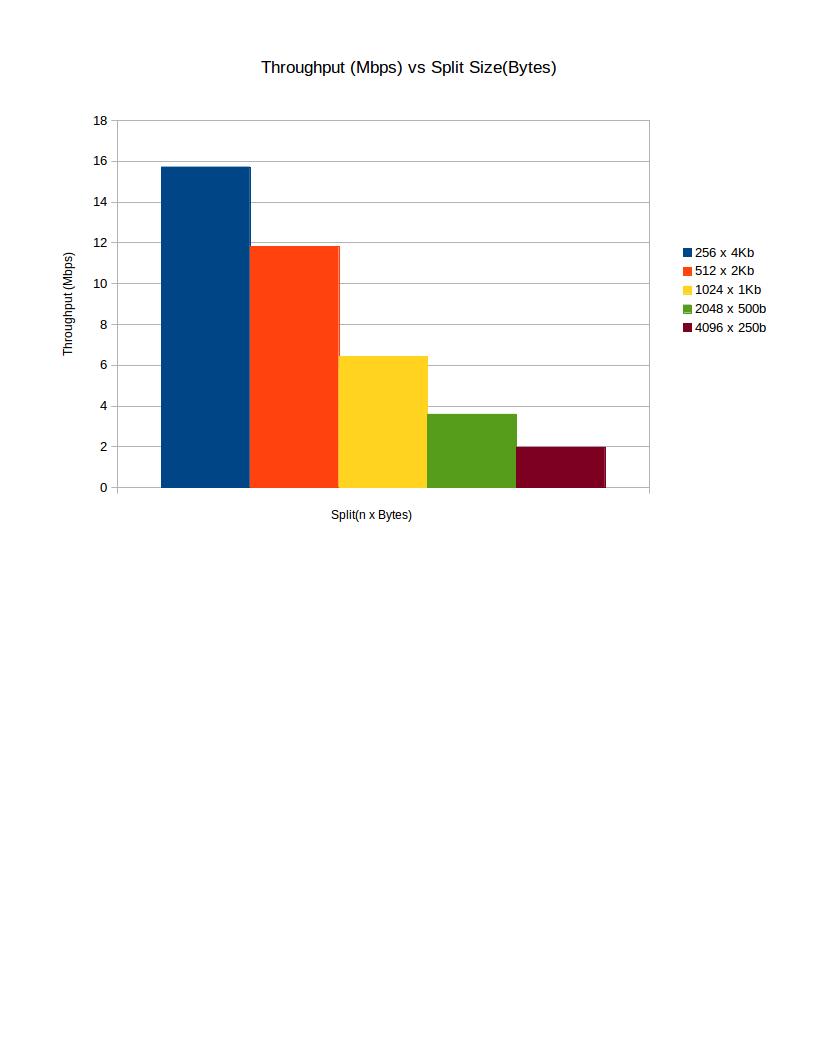 Throughput (Mbps) vs Split Size(Bytes)
18
16
14
12
10
8
6
4
2
0
Throughput (Mbps)
Split(n x Bytes)
256 x 4Kb
512 x 2Kb
1024 x 1Kb
2048 x 500b
4096 x 250b